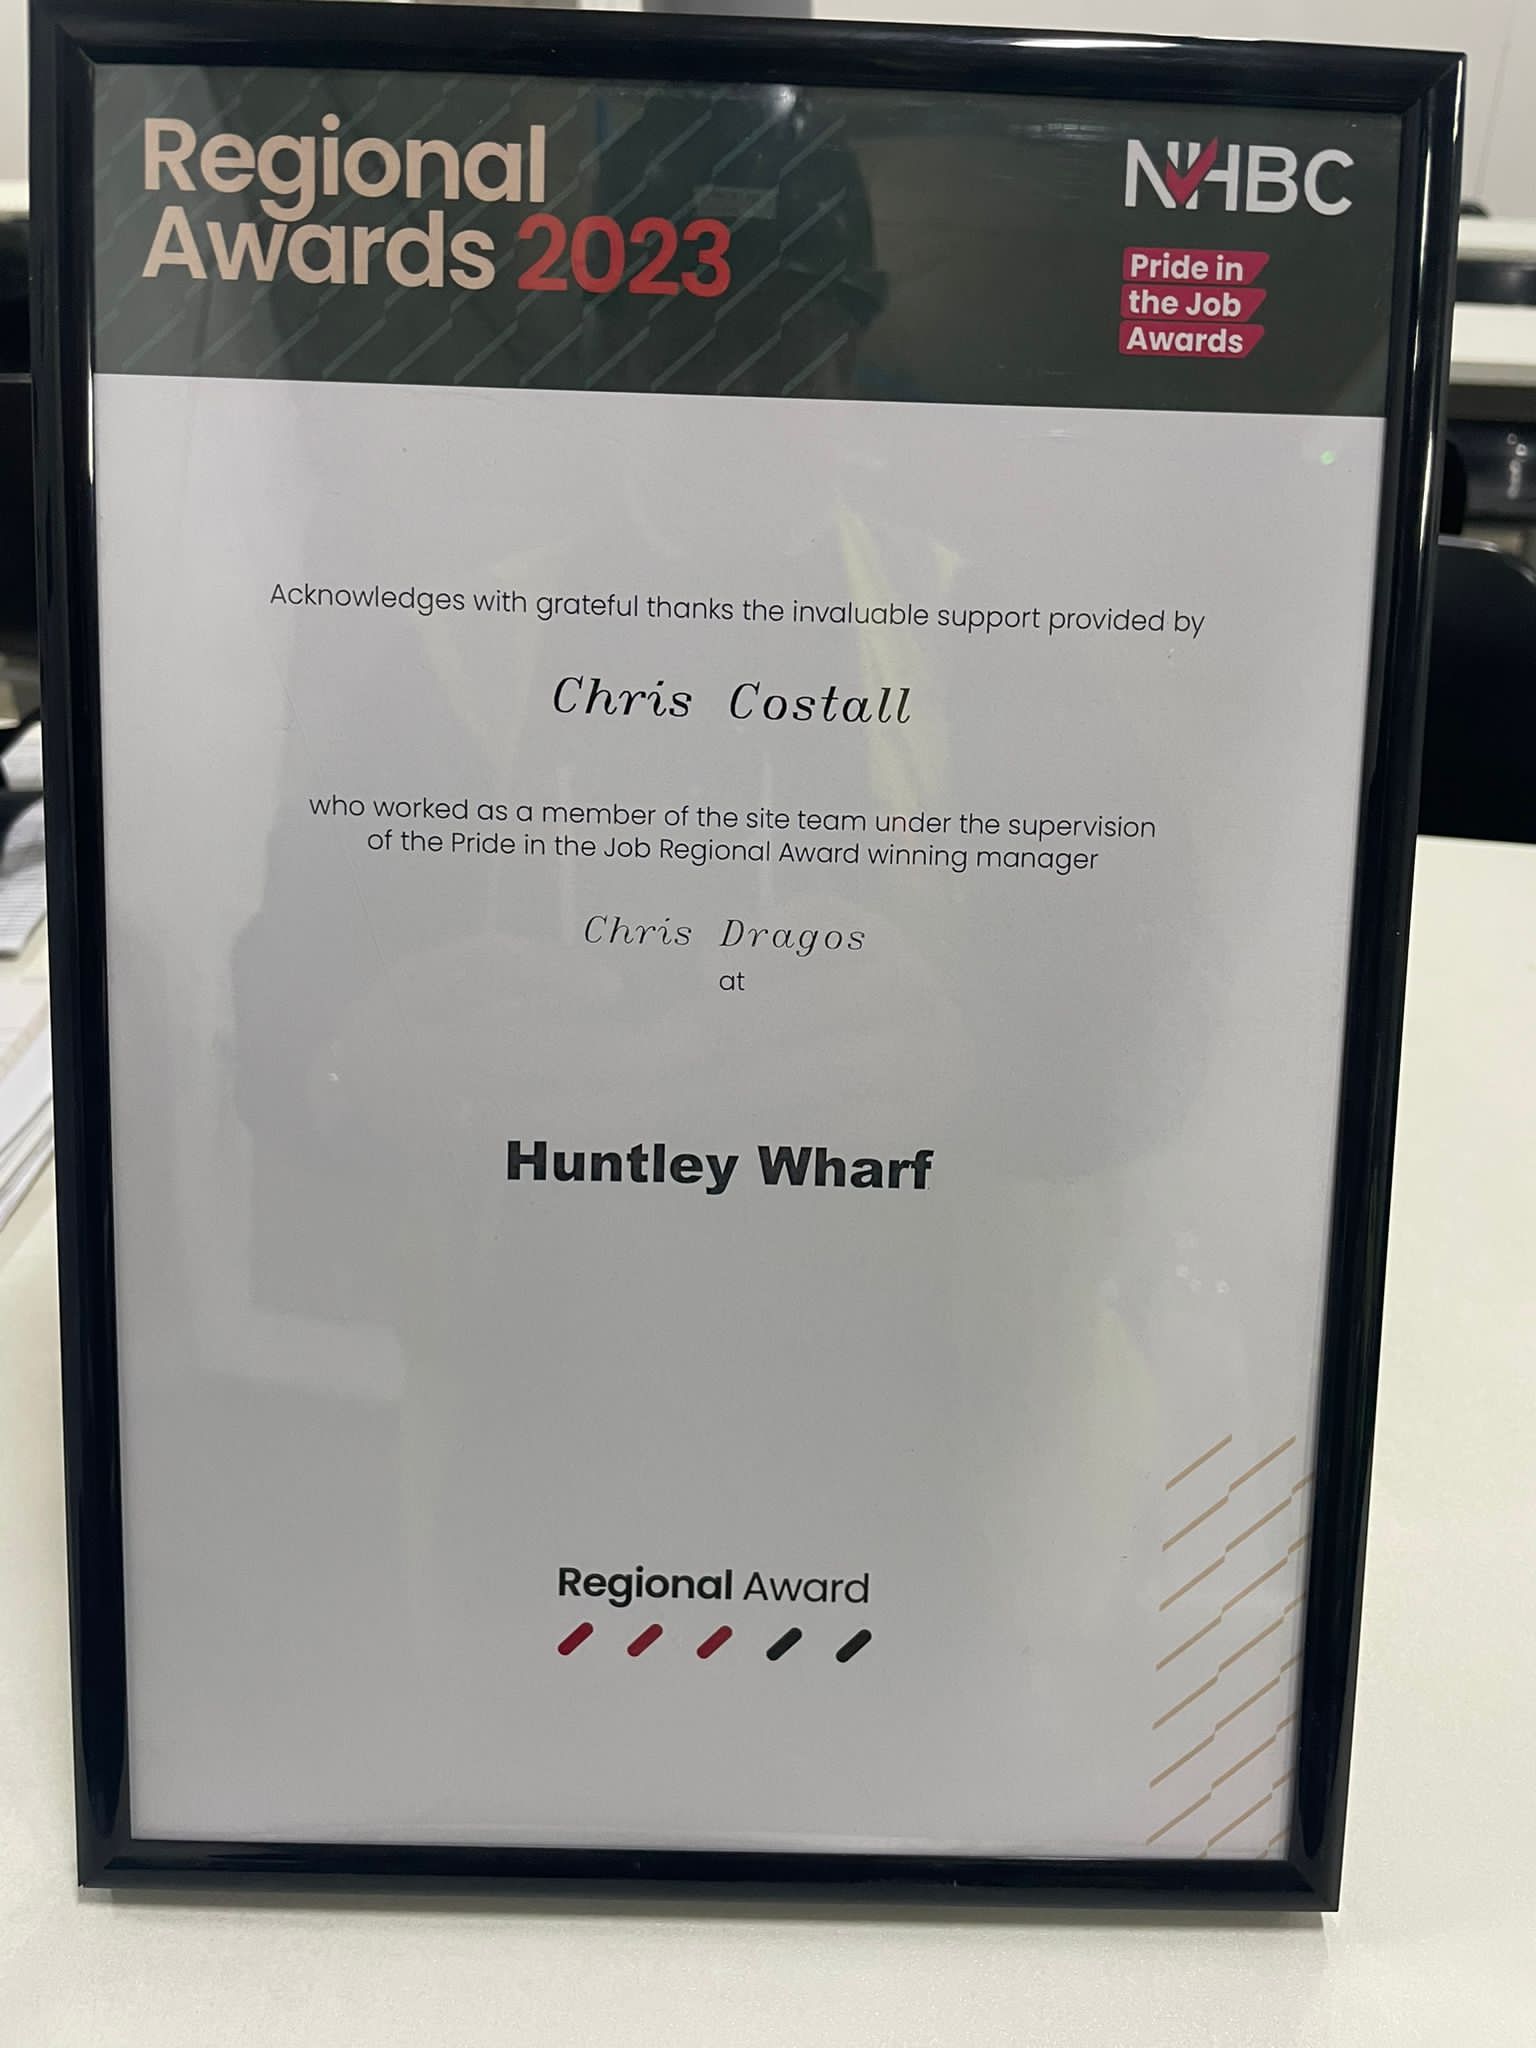 Regional
Awards 2023
NHBC
Pride in
the Job
Awards
Acknowledges with grateful thanks the invaluable support provided by
Chris Costall
who worked as a member of the site team under the supervision
of the Pride in the Job Regional Award winning manager
Chris Dragos
at
Huntley Wharf
Regional Award